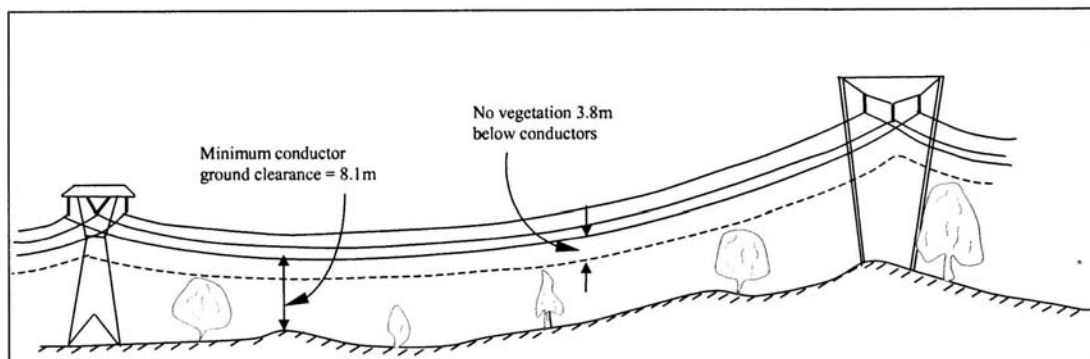 No vegetation 3.8m
below conductors
Minimum conductor
ground clearance = 8.1m